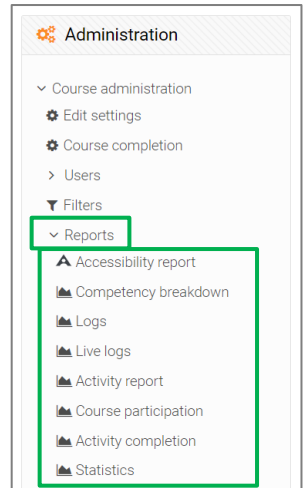 Administration
Course administration
Edit settings
Course completion
Users
Filters
Reports
Accessibility report
Competency breakdown
Logs
Live logs
Activity report
Course participation
Activity completion
Statistics